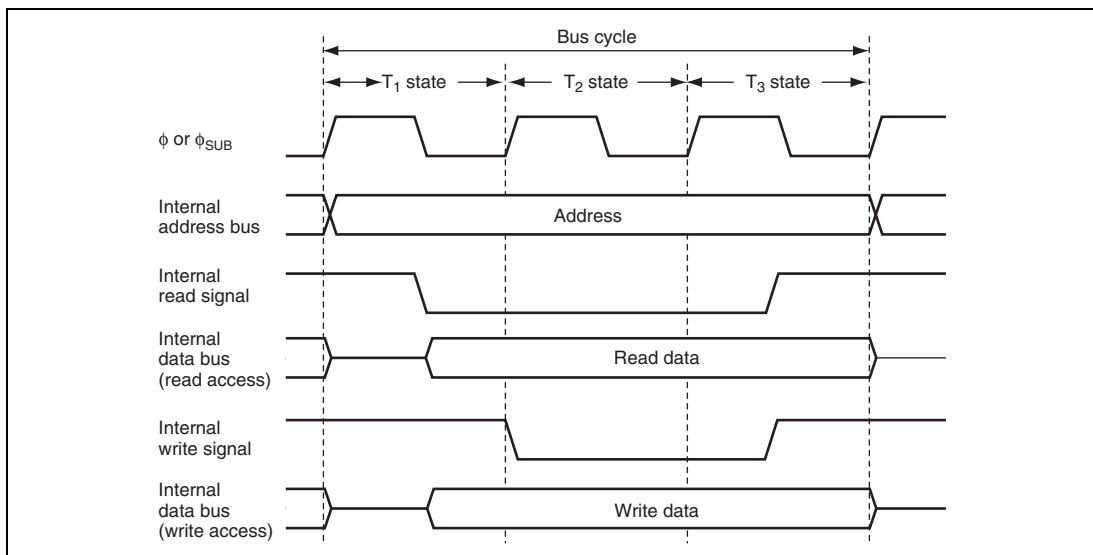 Bus cycle
T₁ state
T₂ state
T₃ state
ϕ or ϕSUB
Internal
address bus
Address
Internal
read signal
Internal
data bus
(read access)
Read data
Internal
write signal
Internal
data bus
(write access)
Write data